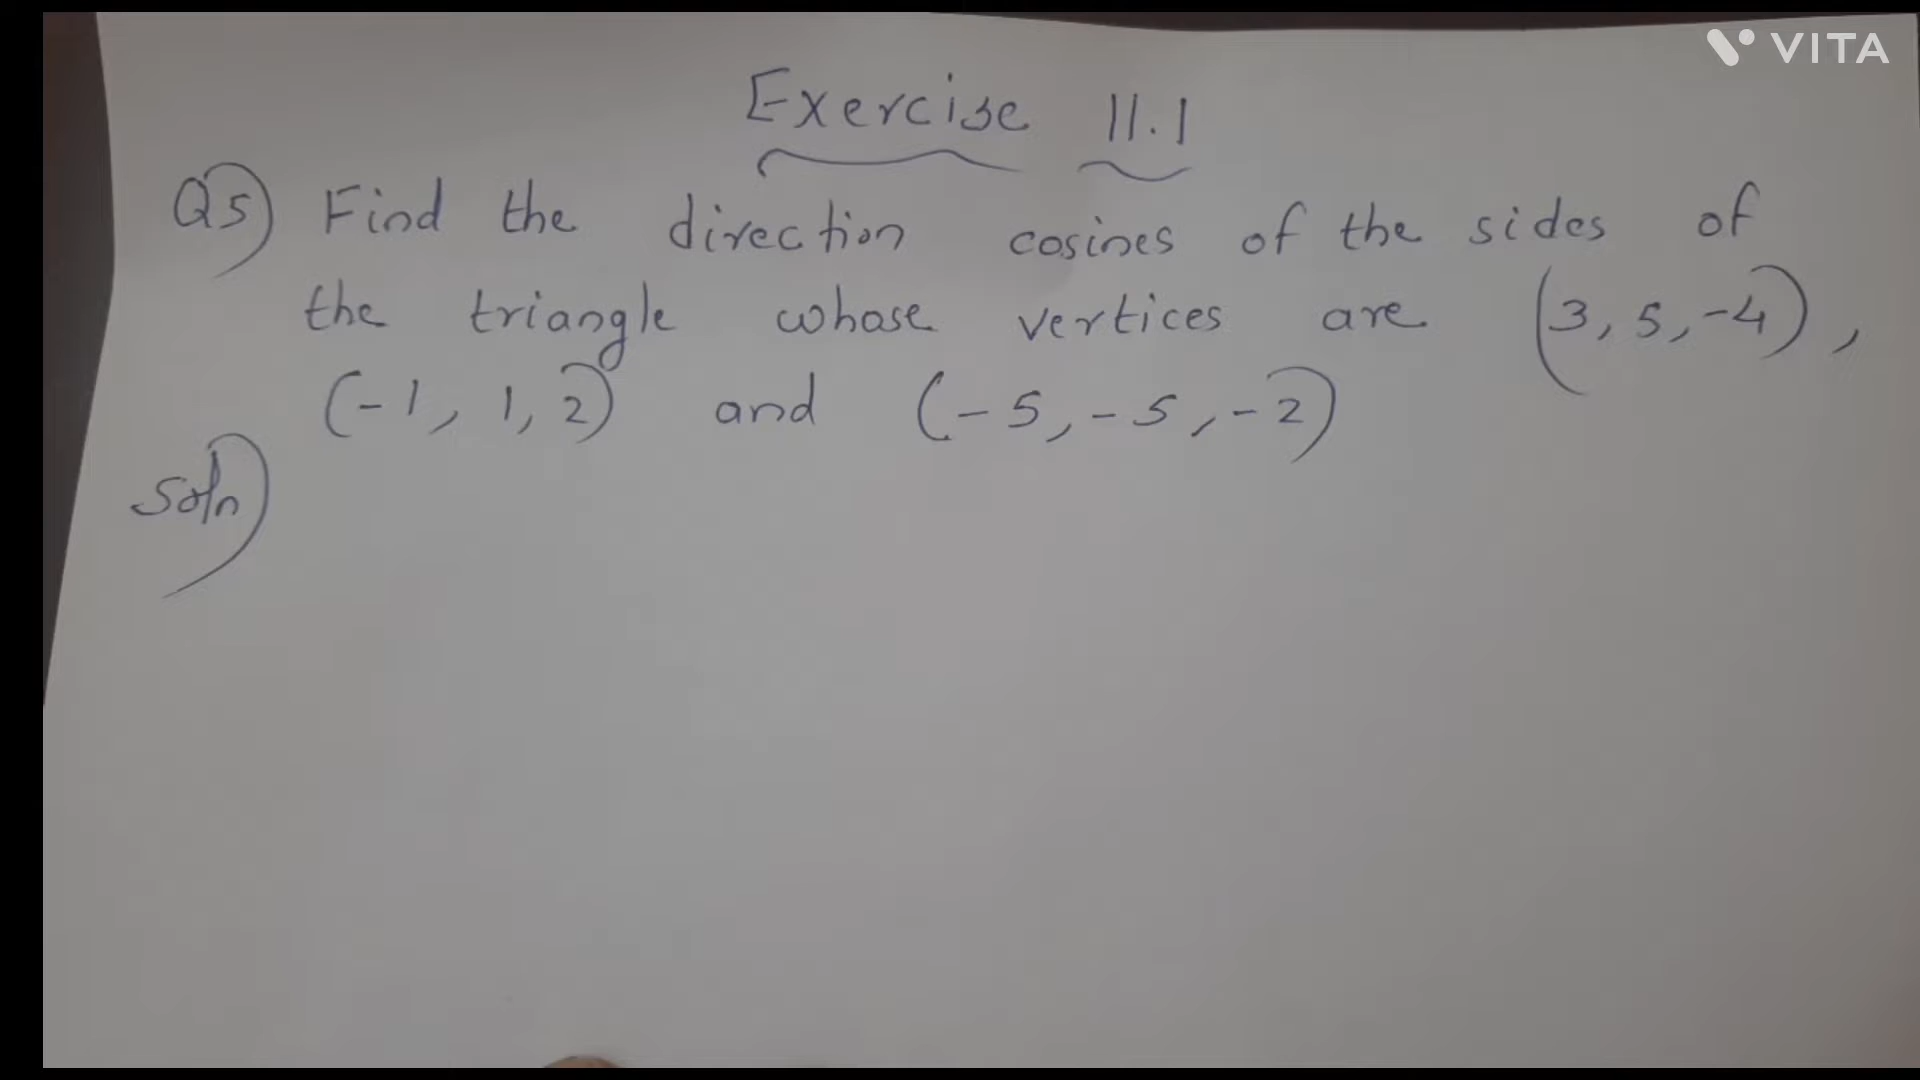 VITA
Exercise 11.1
Q5) Find the direction cosines of the sides of
the triangle whose vertices are (3, 5, -4),
(-1, 1, 2) and (-5, -5, -2)
Soln)